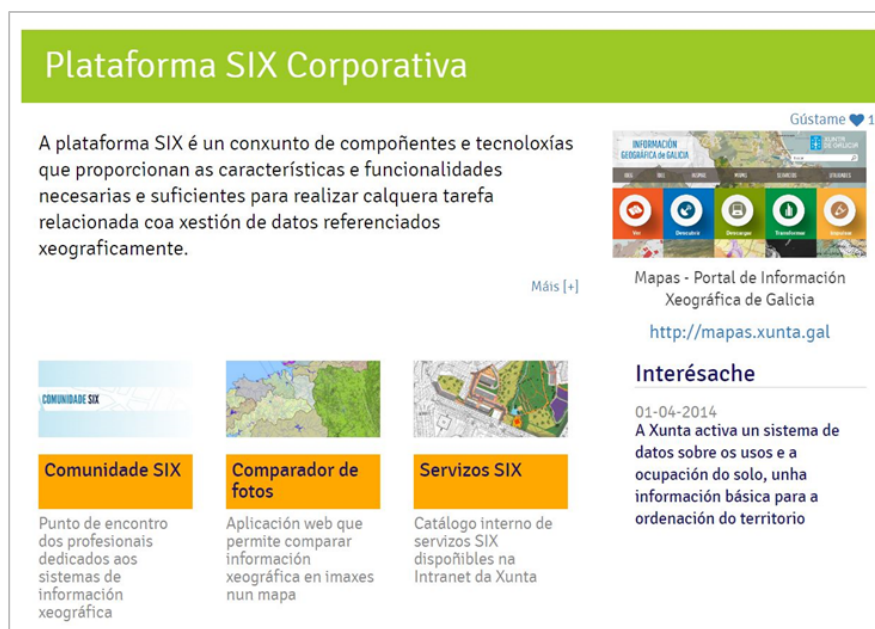 Plataforma SIX Corporativa
Gústame 1
A plataforma SIX é un conxunto de compoñentes e tecnoloxías
que proporcionan as características e funcionalidades
necesarias e suficientes para realizar calquera tarefa
relacionada coa xestión de datos referenciados
xeograficamente.
Máis [+]
INFORMACIÓN
GEOGRÁFICA de GALICIA
XUNTA
DE GALICIA
Ver
Descubrir
Descargar
Transformar
Impulsar
Mapas - Portal de Información
Xeográfica de Galicia
http://mapas.xunta.gal
Interésache
01-04-2014
A Xunta activa un sistema de
datos sobre os usos e a
ocupación do solo, unha
información básica para a
ordenación do territorio
COMUNIDADE SIX
Comunidade SIX
Punto de encontro
dos profesionais
dedicados aos
sistemas de
información
xeográfica
Comparador de
fotos
Aplicación web que
permite comparar
información
xeográfica en imaxes
nun mapa
Servizos SIX
Catálogo interno de
servizos SIX
dispoñibles na
Intranet da Xunta